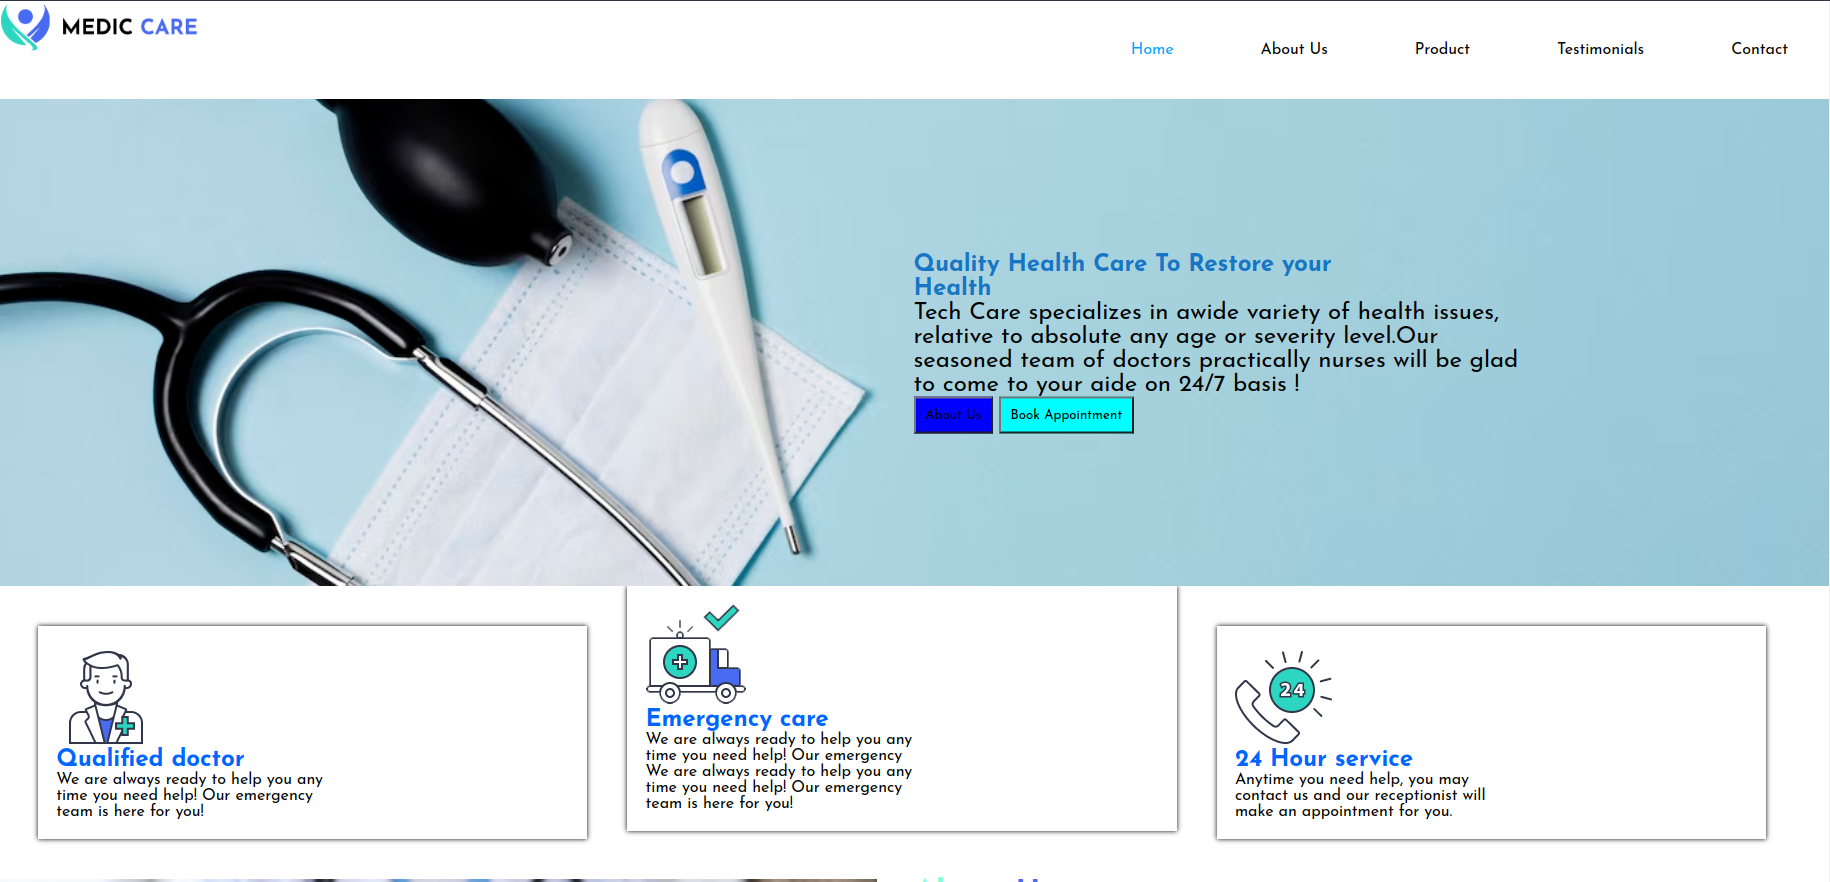 MEDIC CARE
Home
About Us
Product
Testimonials
Contact
Quality Health Care To Restore your
Health
Tech Care specializes in awide variety of health issues,
relative to absolute any age or severity level.Our
seasoned team of doctors practically nurses will be glad
to come to your aide on 24/7 basis !
About Us
Book Appointment
Qualified doctor
We are always ready to help you any
time you need help! Our emergency
team is here for you!
Emergency care
We are always ready to help you any
time you need help! Our emergency
We are always ready to help you any
time you need help! Our emergency
team is here for you!
24
24 Hour service
Anytime you need help, you may
contact us and our receptionist will
make an appointment for you.